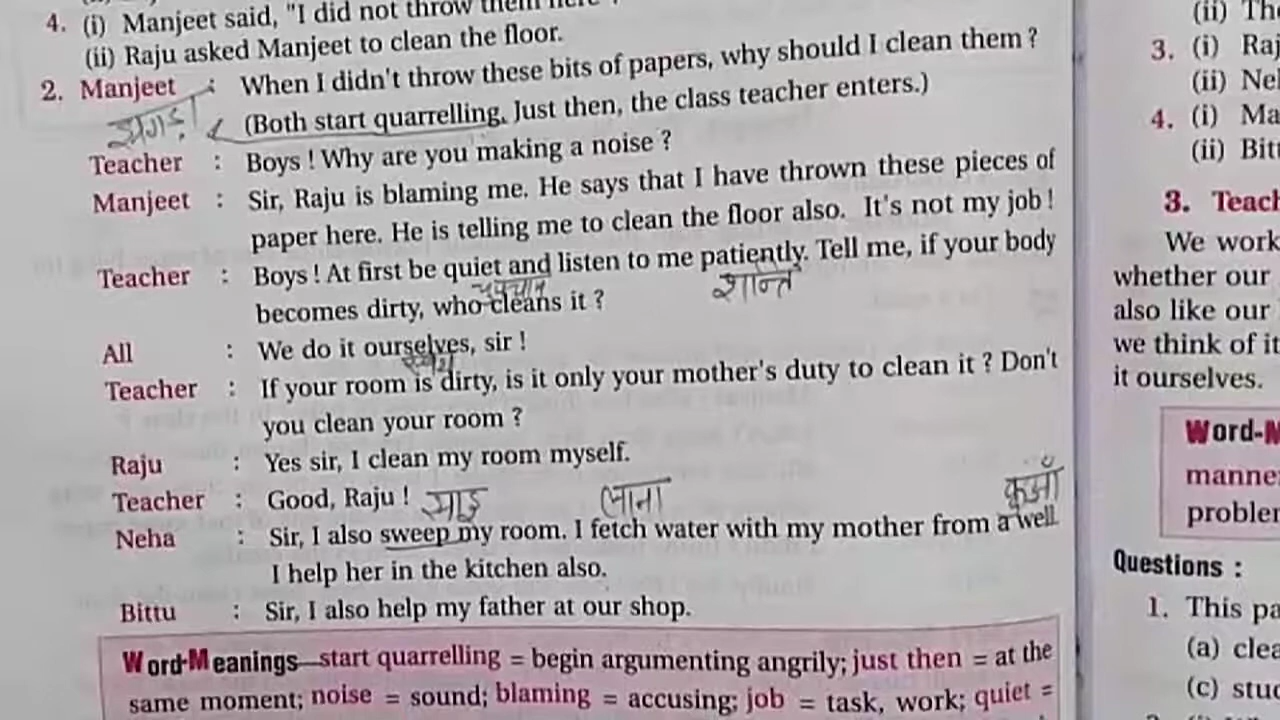 4. (i) Manjeet said, "I did not throw them here".
(ii) Raju asked Manjeet to clean the floor.
2. Manjeet : When I didn't throw these bits of papers, why should I clean them ?
झगड़ा (Both start quarrelling. Just then, the class teacher enters.)
Teacher : Boys ! Why are you making a noise ?
Manjeet : Sir, Raju is blaming me. He says that I have thrown these pieces of
paper here. He is telling me to clean the floor also. It's not my job !
Teacher : Boys ! At first be quiet and listen to me patiently. Tell me, if your body
चुपचाप शान्त
becomes dirty, who cleans it ?
All : We do it ourselves, sir !
Teacher : If your room is dirty, is it only your mother's duty to clean it ? Don't
you clean your room ?
Raju : Yes sir, I clean my room myself.
Teacher : Good, Raju !
लाना
Neha : Sir, I also sweep my room. I fetch water with my mother from a well.
I help her in the kitchen also.
Bittu : Sir, I also help my father at our shop.
Word-Meanings—start quarrelling = begin argumenting angrily; just then = at the
same moment; noise = sound; blaming = accusing; job = task, work; quiet =
(ii)
3. (i) Raj
(ii)
4. (i) Ma
(ii) Bitt
3. Teach
We work
whether our
also like our
we think of it
it ourselves.
Word-M
manne
problem
Questions :
1. This pa
(a) clea
(c) stud